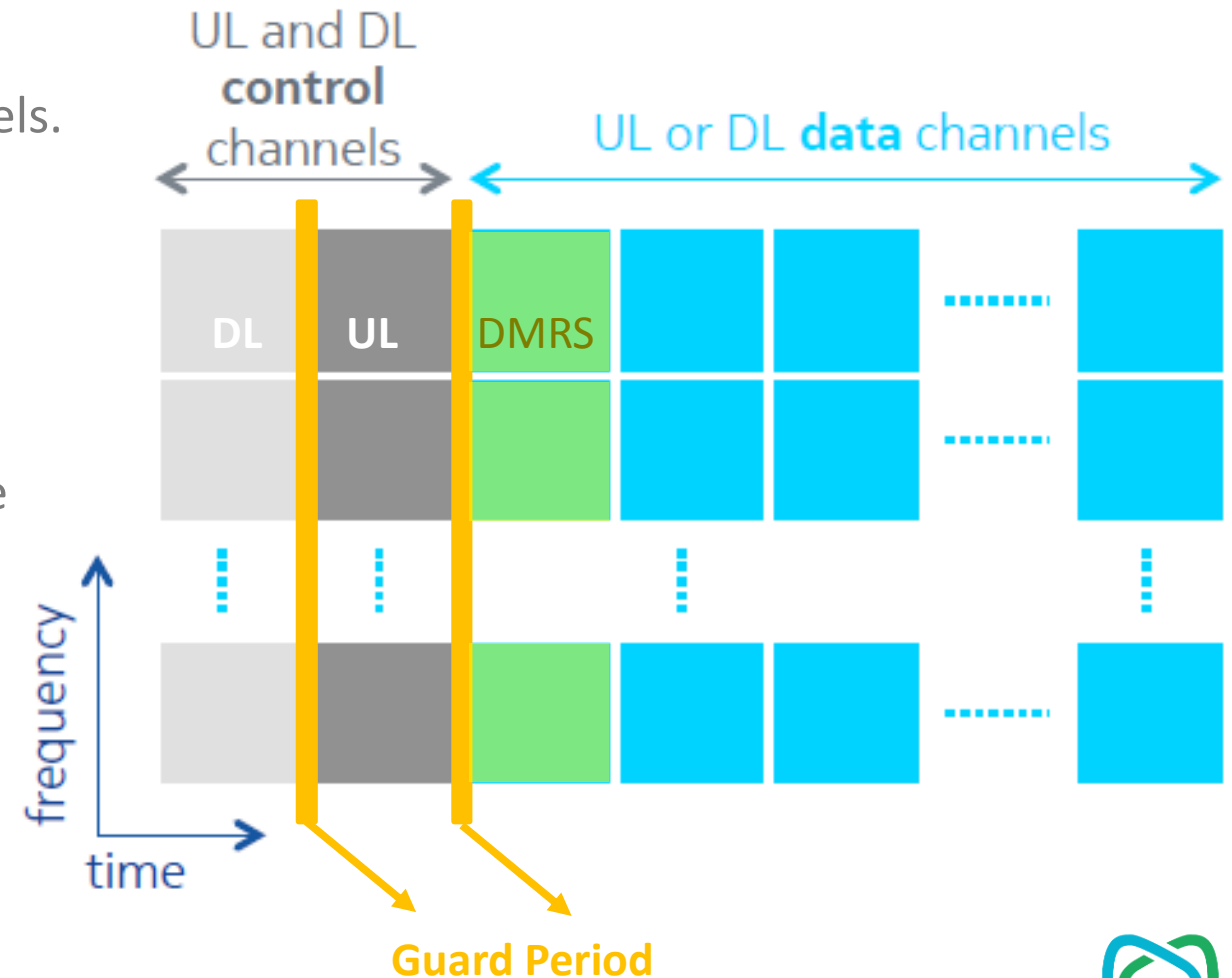 UL and DL
control
channels
els.
UL or DL data channels
DL
UL
DMRS
e
frequency
time
Guard Period